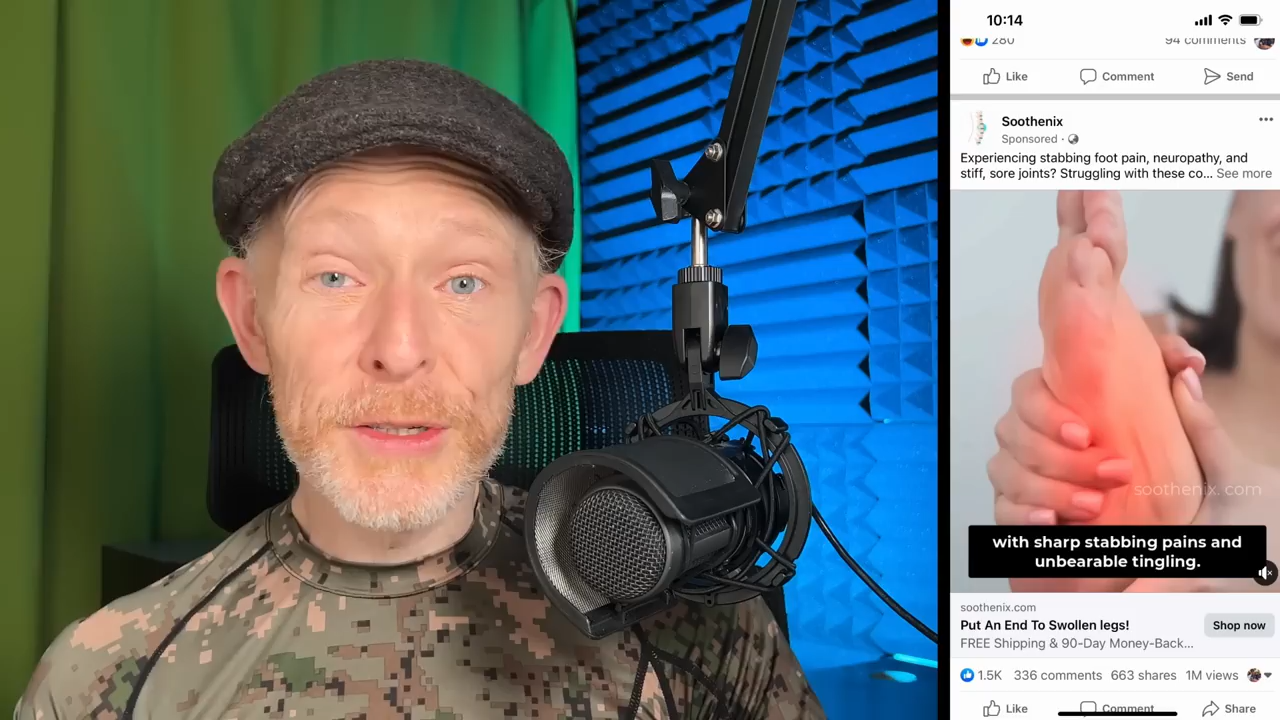 10:14
280
94 comments
Like
Comment
Send
Soothenix
Sponsored ·
Experiencing stabbing foot pain, neuropathy, and
stiff, sore joints? Struggling with these co... See more
soothenix.com
with sharp stabbing pains and
unbearable tingling.
soothenix.com
Put An End To Swollen legs!
Shop now
FREE Shipping & 90-Day Money-Back...
1.5K 336 comments 663 shares 1M views
Like
Comment
Share